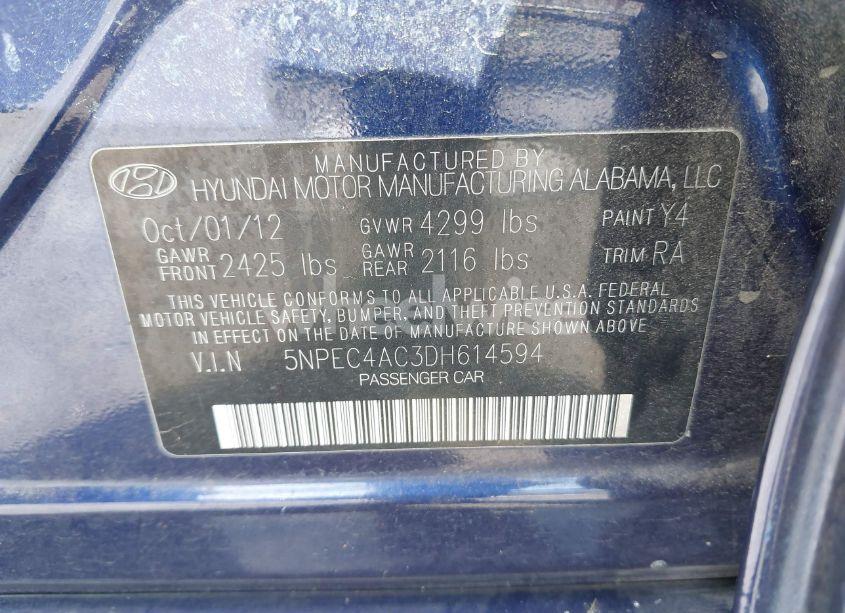 MANUFACTURED BY
HYUNDAI MOTOR MANUFACTURING ALABAMA, LLC
Oct/01/12 GVWR 4299 lbs PAINT Y4
GAWR FRONT 2425 lbs GAWR REAR 2116 lbs TRIM RA
THIS VEHICLE CONFORMS TO ALL APPLICABLE U.S.A. FEDERAL
MOTOR VEHICLE SAFETY, BUMPER, AND THEFT PREVENTION STANDARDS
IN EFFECT ON THE DATE OF MANUFACTURE SHOWN ABOVE
V.I.N 5NPEC4AC3DH614594
PASSENGER CAR